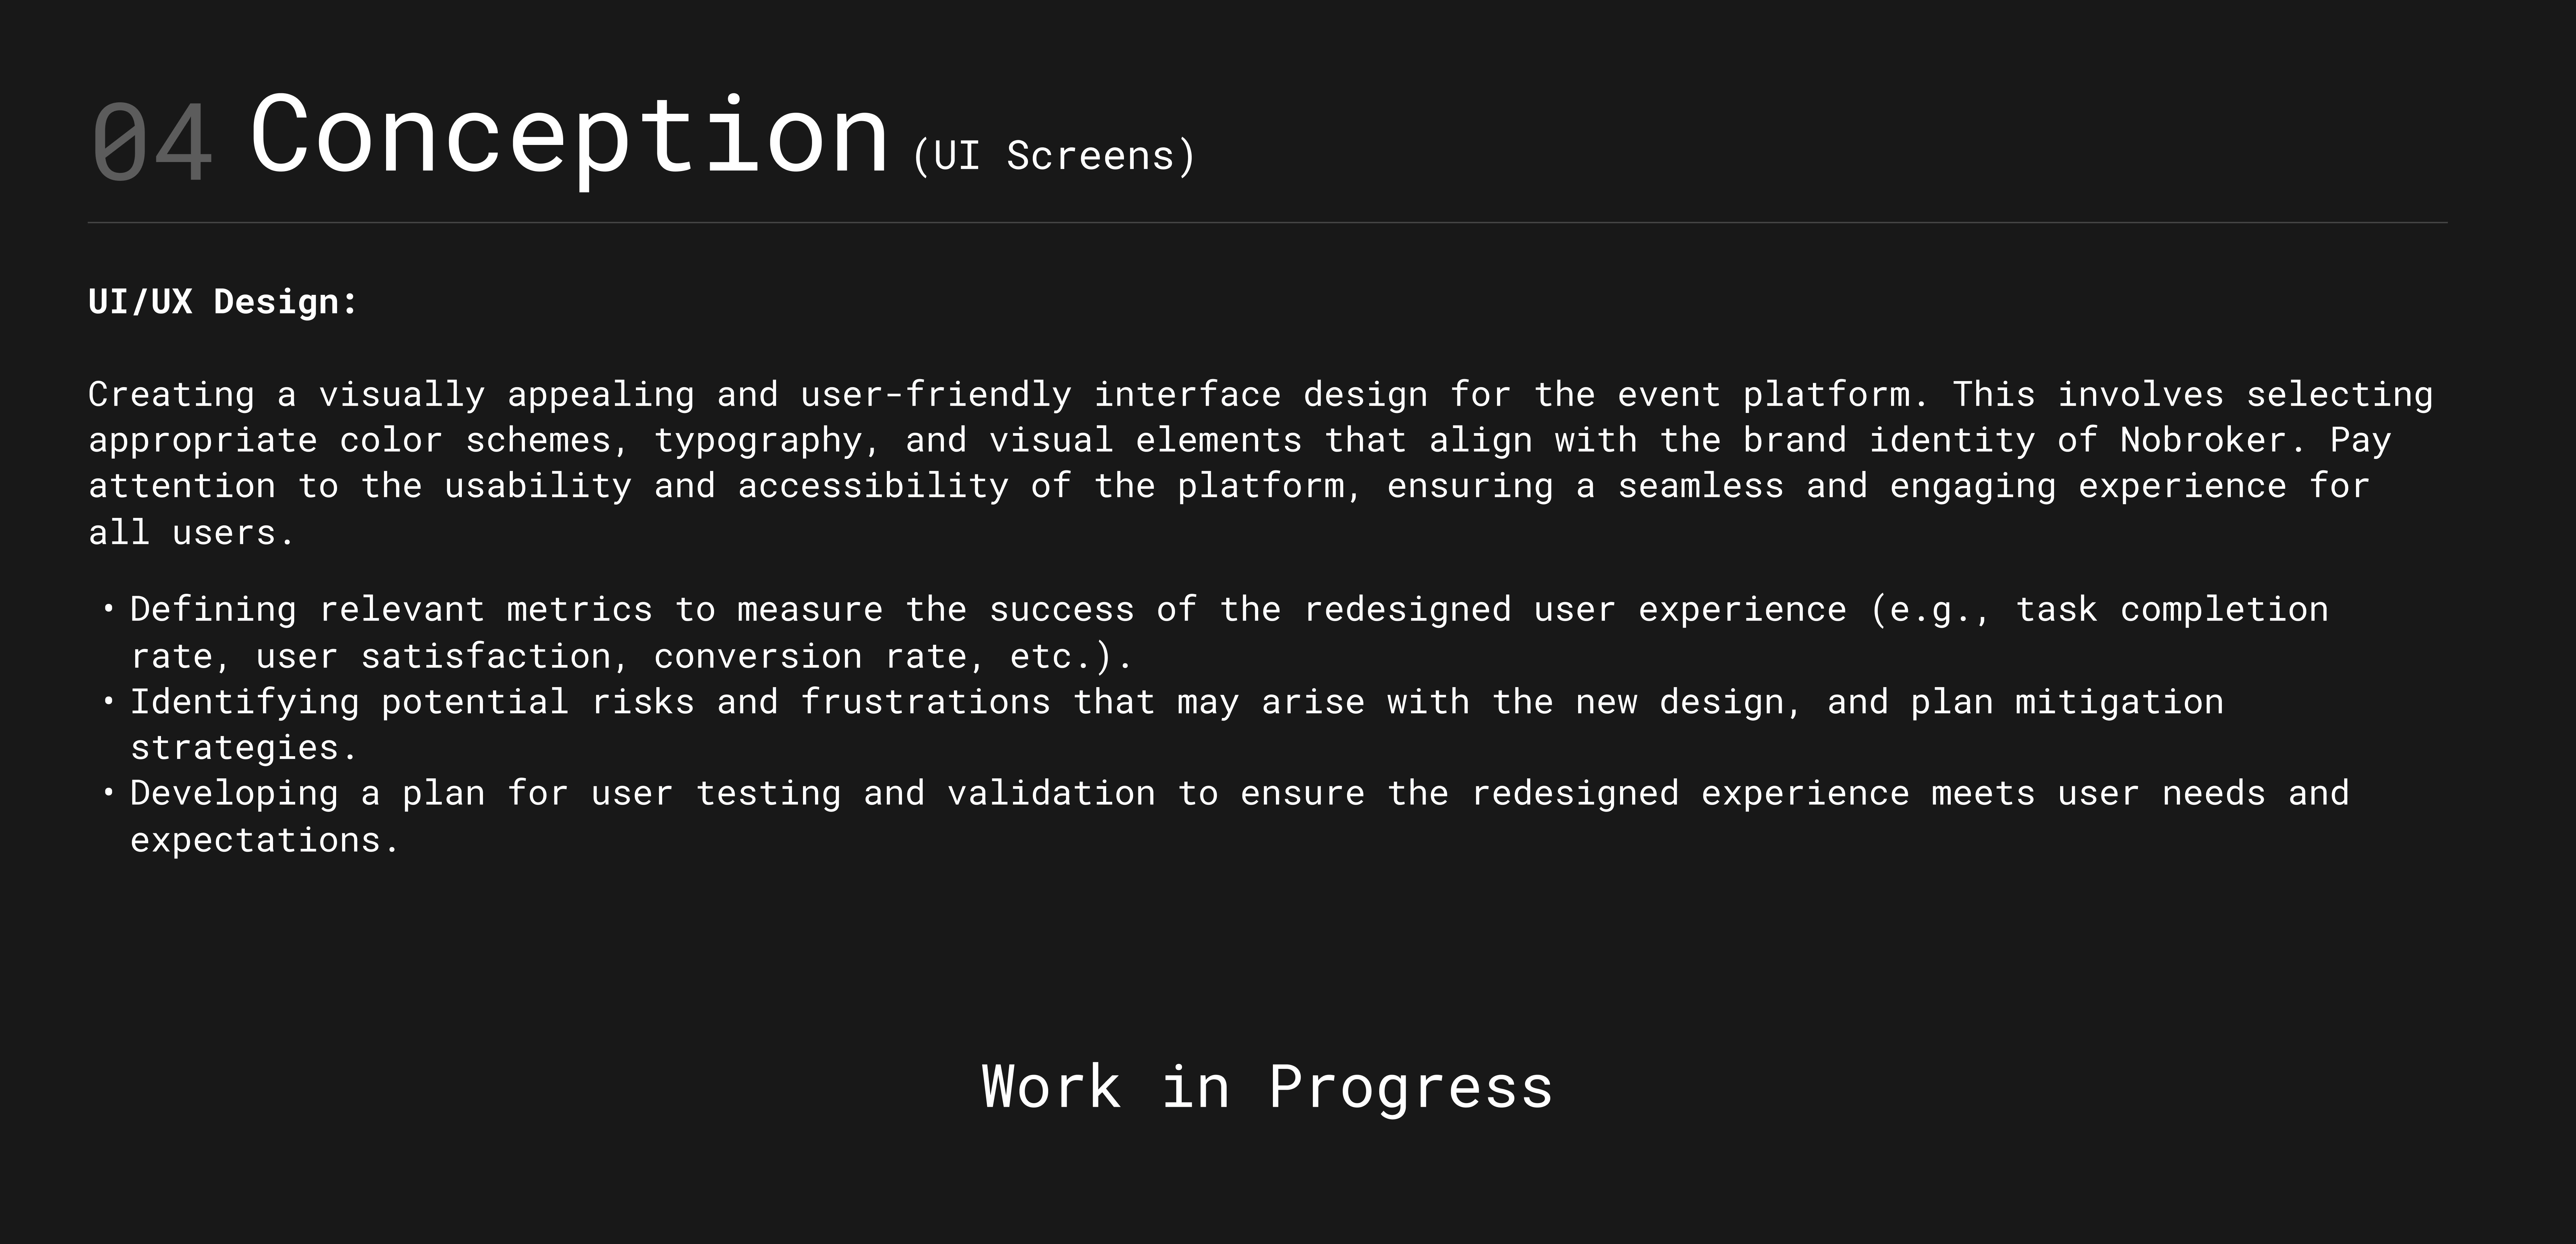 04 Conception (UI Screens)
UI/UX Design:
Creating a visually appealing and user-friendly interface design for the event platform. This involves selecting
appropriate color schemes, typography, and visual elements that align with the brand identity of Nobroker. Pay
attention to the usability and accessibility of the platform, ensuring a seamless and engaging experience for
all users.
• Defining relevant metrics to measure the success of the redesigned user experience (e.g., task completion
rate, user satisfaction, conversion rate, etc.).
• Identifying potential risks and frustrations that may arise with the new design, and plan mitigation
strategies.
• Developing a plan for user testing and validation to ensure the redesigned experience meets user needs and
expectations.
Work in Progress